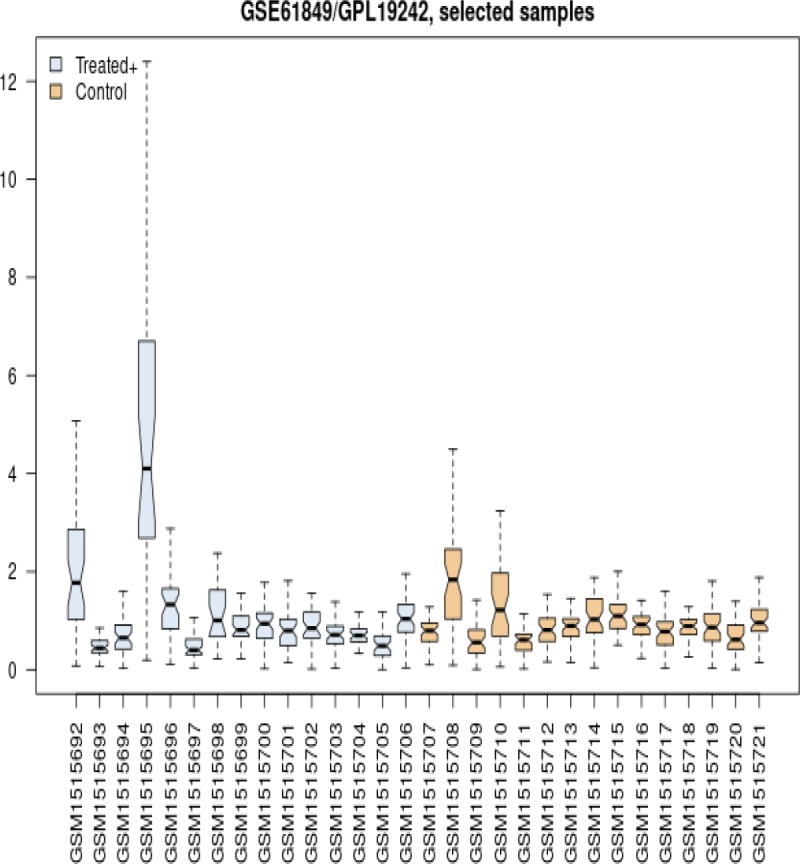 GSE61849/GPL19242, selected samples
Treated+
Control
12
10
8
6
4
2
0
GSM1515692
GSM1515693
GSM1515694
GSM1515695
GSM1515696
GSM1515697
GSM1515698
GSM1515699
GSM1515700
GSM1515701
GSM1515702
GSM1515703
GSM1515704
GSM1515705
GSM1515706
GSM1515707
GSM1515708
GSM1515709
GSM1515710
GSM1515711
GSM1515712
GSM1515713
GSM1515714
GSM1515715
GSM1515716
GSM1515717
GSM1515718
GSM1515719
GSM1515720
GSM1515721